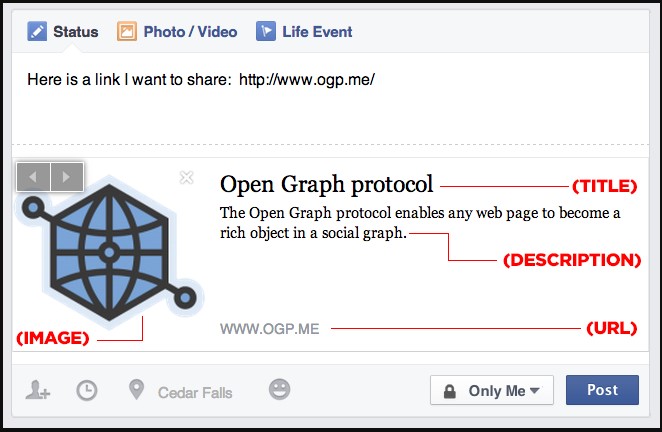 Status Photo / Video Life Event
Here is a link I want to share: http://www.ogp.me/
Open Graph protocol (TITLE)
The Open Graph protocol enables any web page to become a
rich object in a social graph.
(DESCRIPTION)
WWW.OGP.ME (URL)
(IMAGE)
Cedar Falls Only Me Post